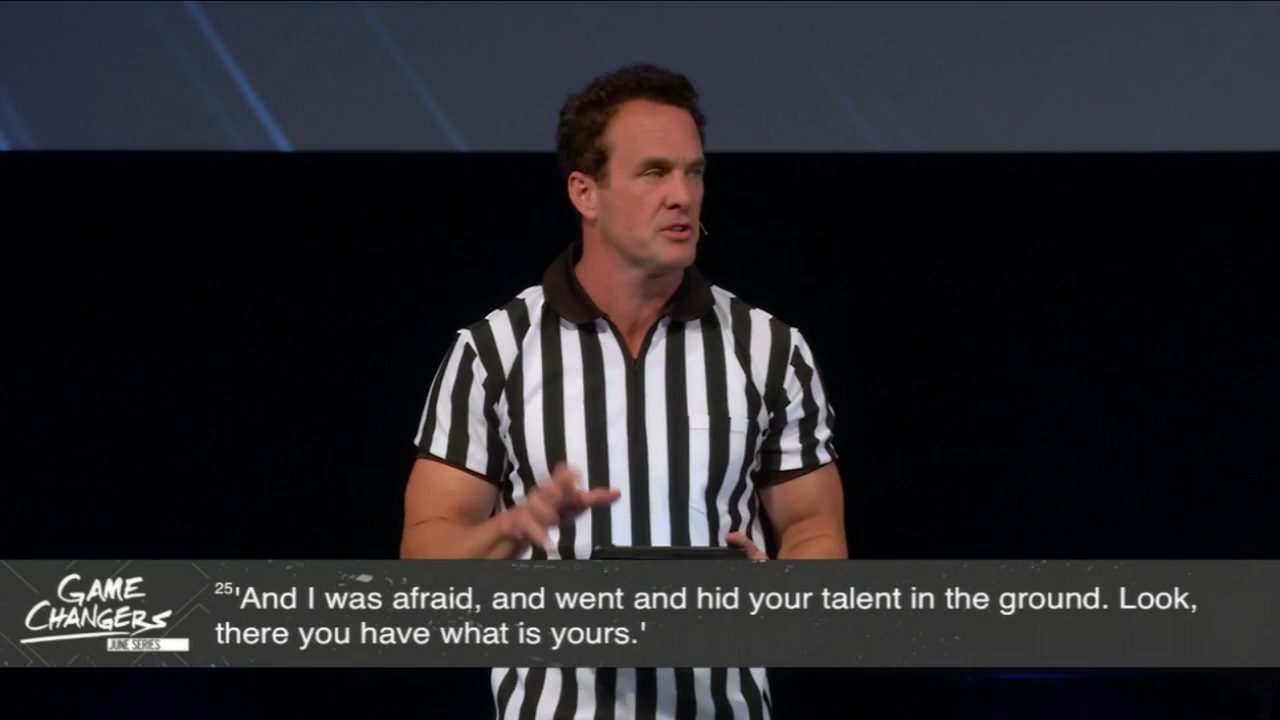 GAME
CHANGERS
JUNE SERIES
25'And I was afraid, and went and hid your talent in the ground. Look,
there you have what is yours.'